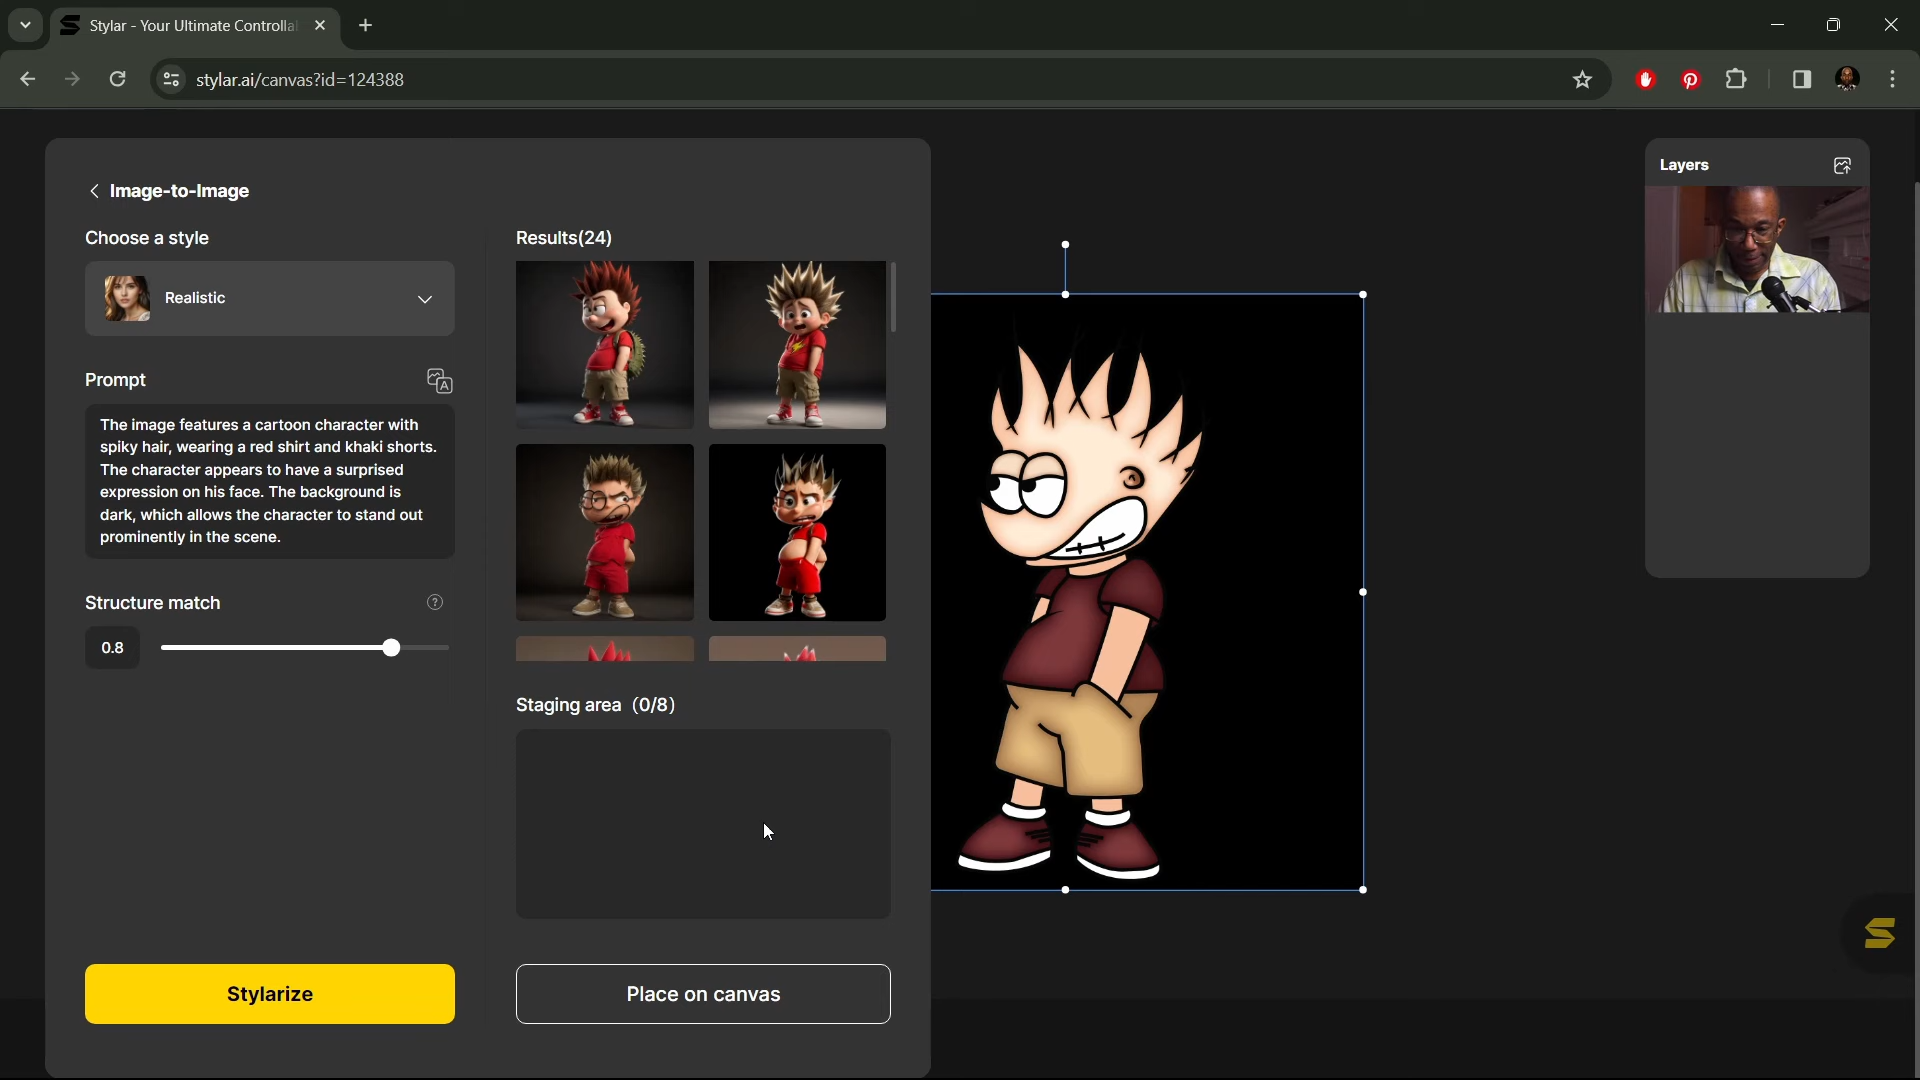 Stylar - Your Ultimate Controlla
stylar.ai/canvas?id=124388
Image-to-Image
Choose a style
Realistic
Prompt
The image features a cartoon character with
spiky hair, wearing a red shirt and khaki shorts.
The character appears to have a surprised
expression on his face. The background is
dark, which allows the character to stand out
prominently in the scene.
Structure match
0.8
Stylarize
Results(24)
Staging area (0/8)
Place on canvas
Layers